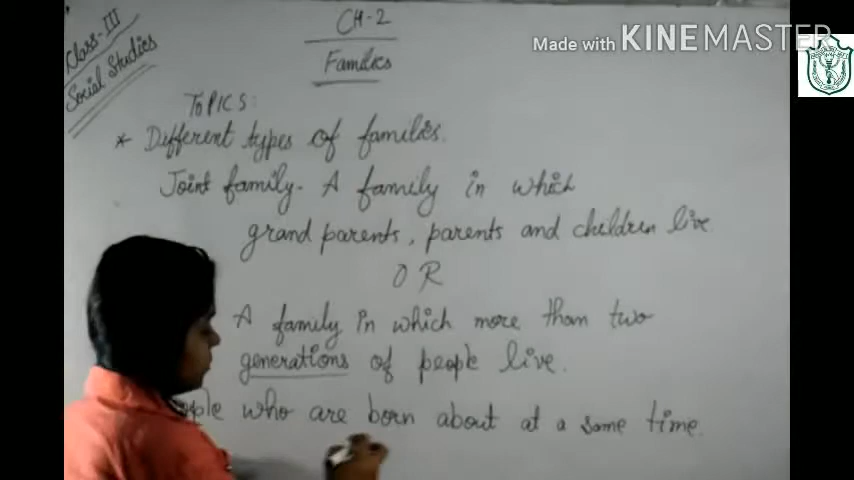 Class-III
Social Studies
CH-2
Families
Made with KINEMASTER
TOPICS:
* Different types of families.
Joint family. A family in which
grand parents, parents and children live.
OR
A family in which more than two
generations of people live.
who are born about at a same time.